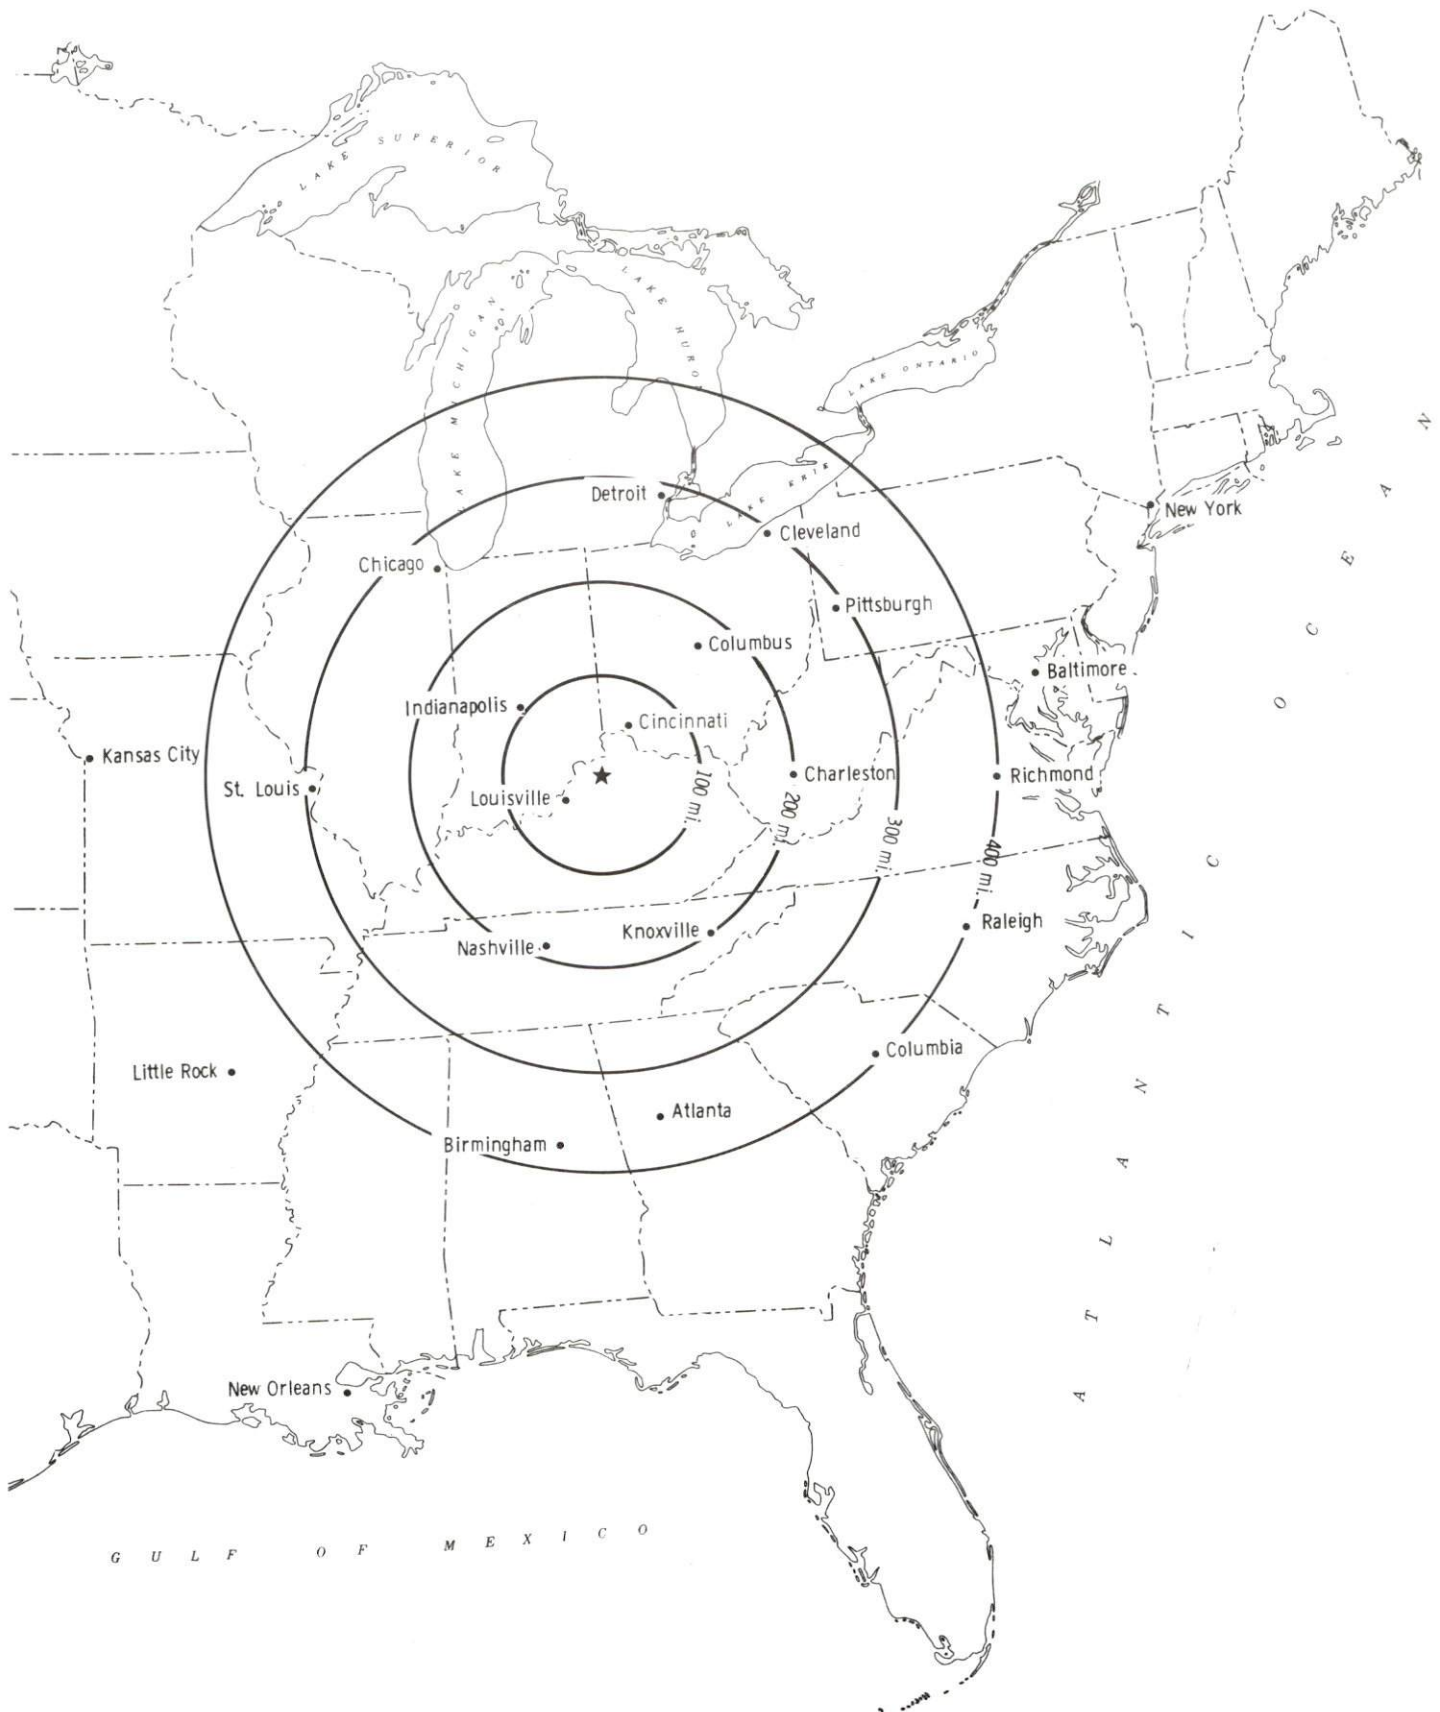 LAKE SUPERIOR
LAKE MICHIGAN
LAKE HURON
LAKE ONTARIO
LAKE ERIE
Detroit
New York
Cleveland
Chicago
Pittsburgh
Columbus
Baltimore
Indianapolis
Cincinnati
Kansas City
St. Louis
Charleston
Richmond
Louisville
100 mi.
200 mi.
300 mi.
400 mi.
Raleigh
Knoxville
Nashville
Columbia
Little Rock
Atlanta
Birmingham
New Orleans
ATLANTIC OCEAN
GULF OF MEXICO